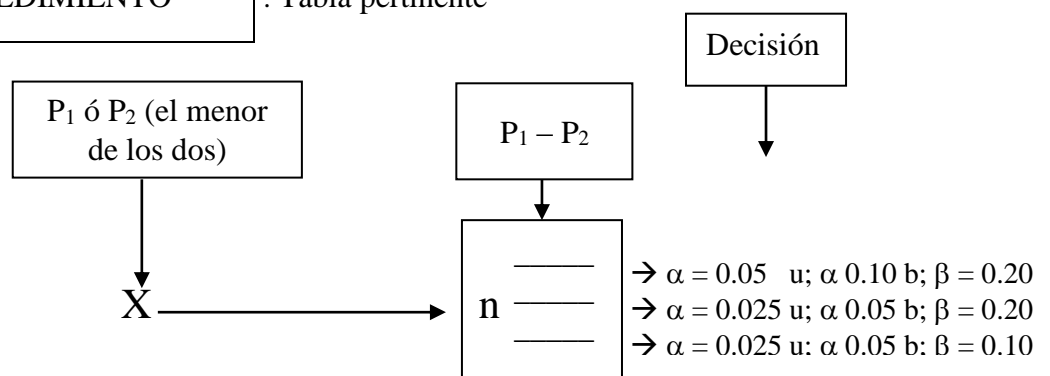 : Tabla pertinente
Decisión
P₁ ó P₂ (el menor
de los dos)
P₁ – P₂
X
n
→ α = 0.05 u; α 0.10 b; β = 0.20
→ α = 0.025 u; α 0.05 b; β = 0.20
→ α = 0.025 u; α 0.05 b; β = 0.10